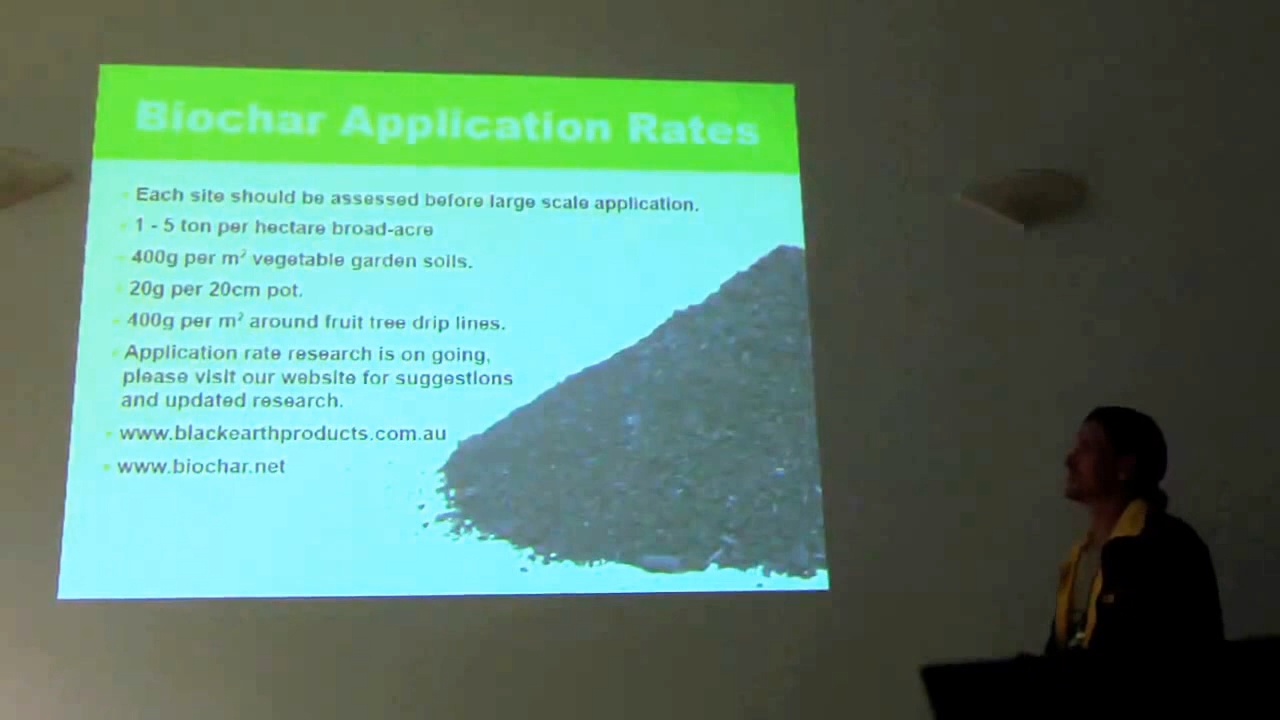 Biochar Application Rates
Each site should be assessed before large scale application.
1 - 5 ton per hectare broad-acre
400g per m² vegetable garden soils.
20g per 20cm pot.
400g per m² around fruit tree drip lines.
Application rate research is on going,
please visit our website for suggestions
and updated research.
www.blackearthproducts.com.au
www.biochar.net